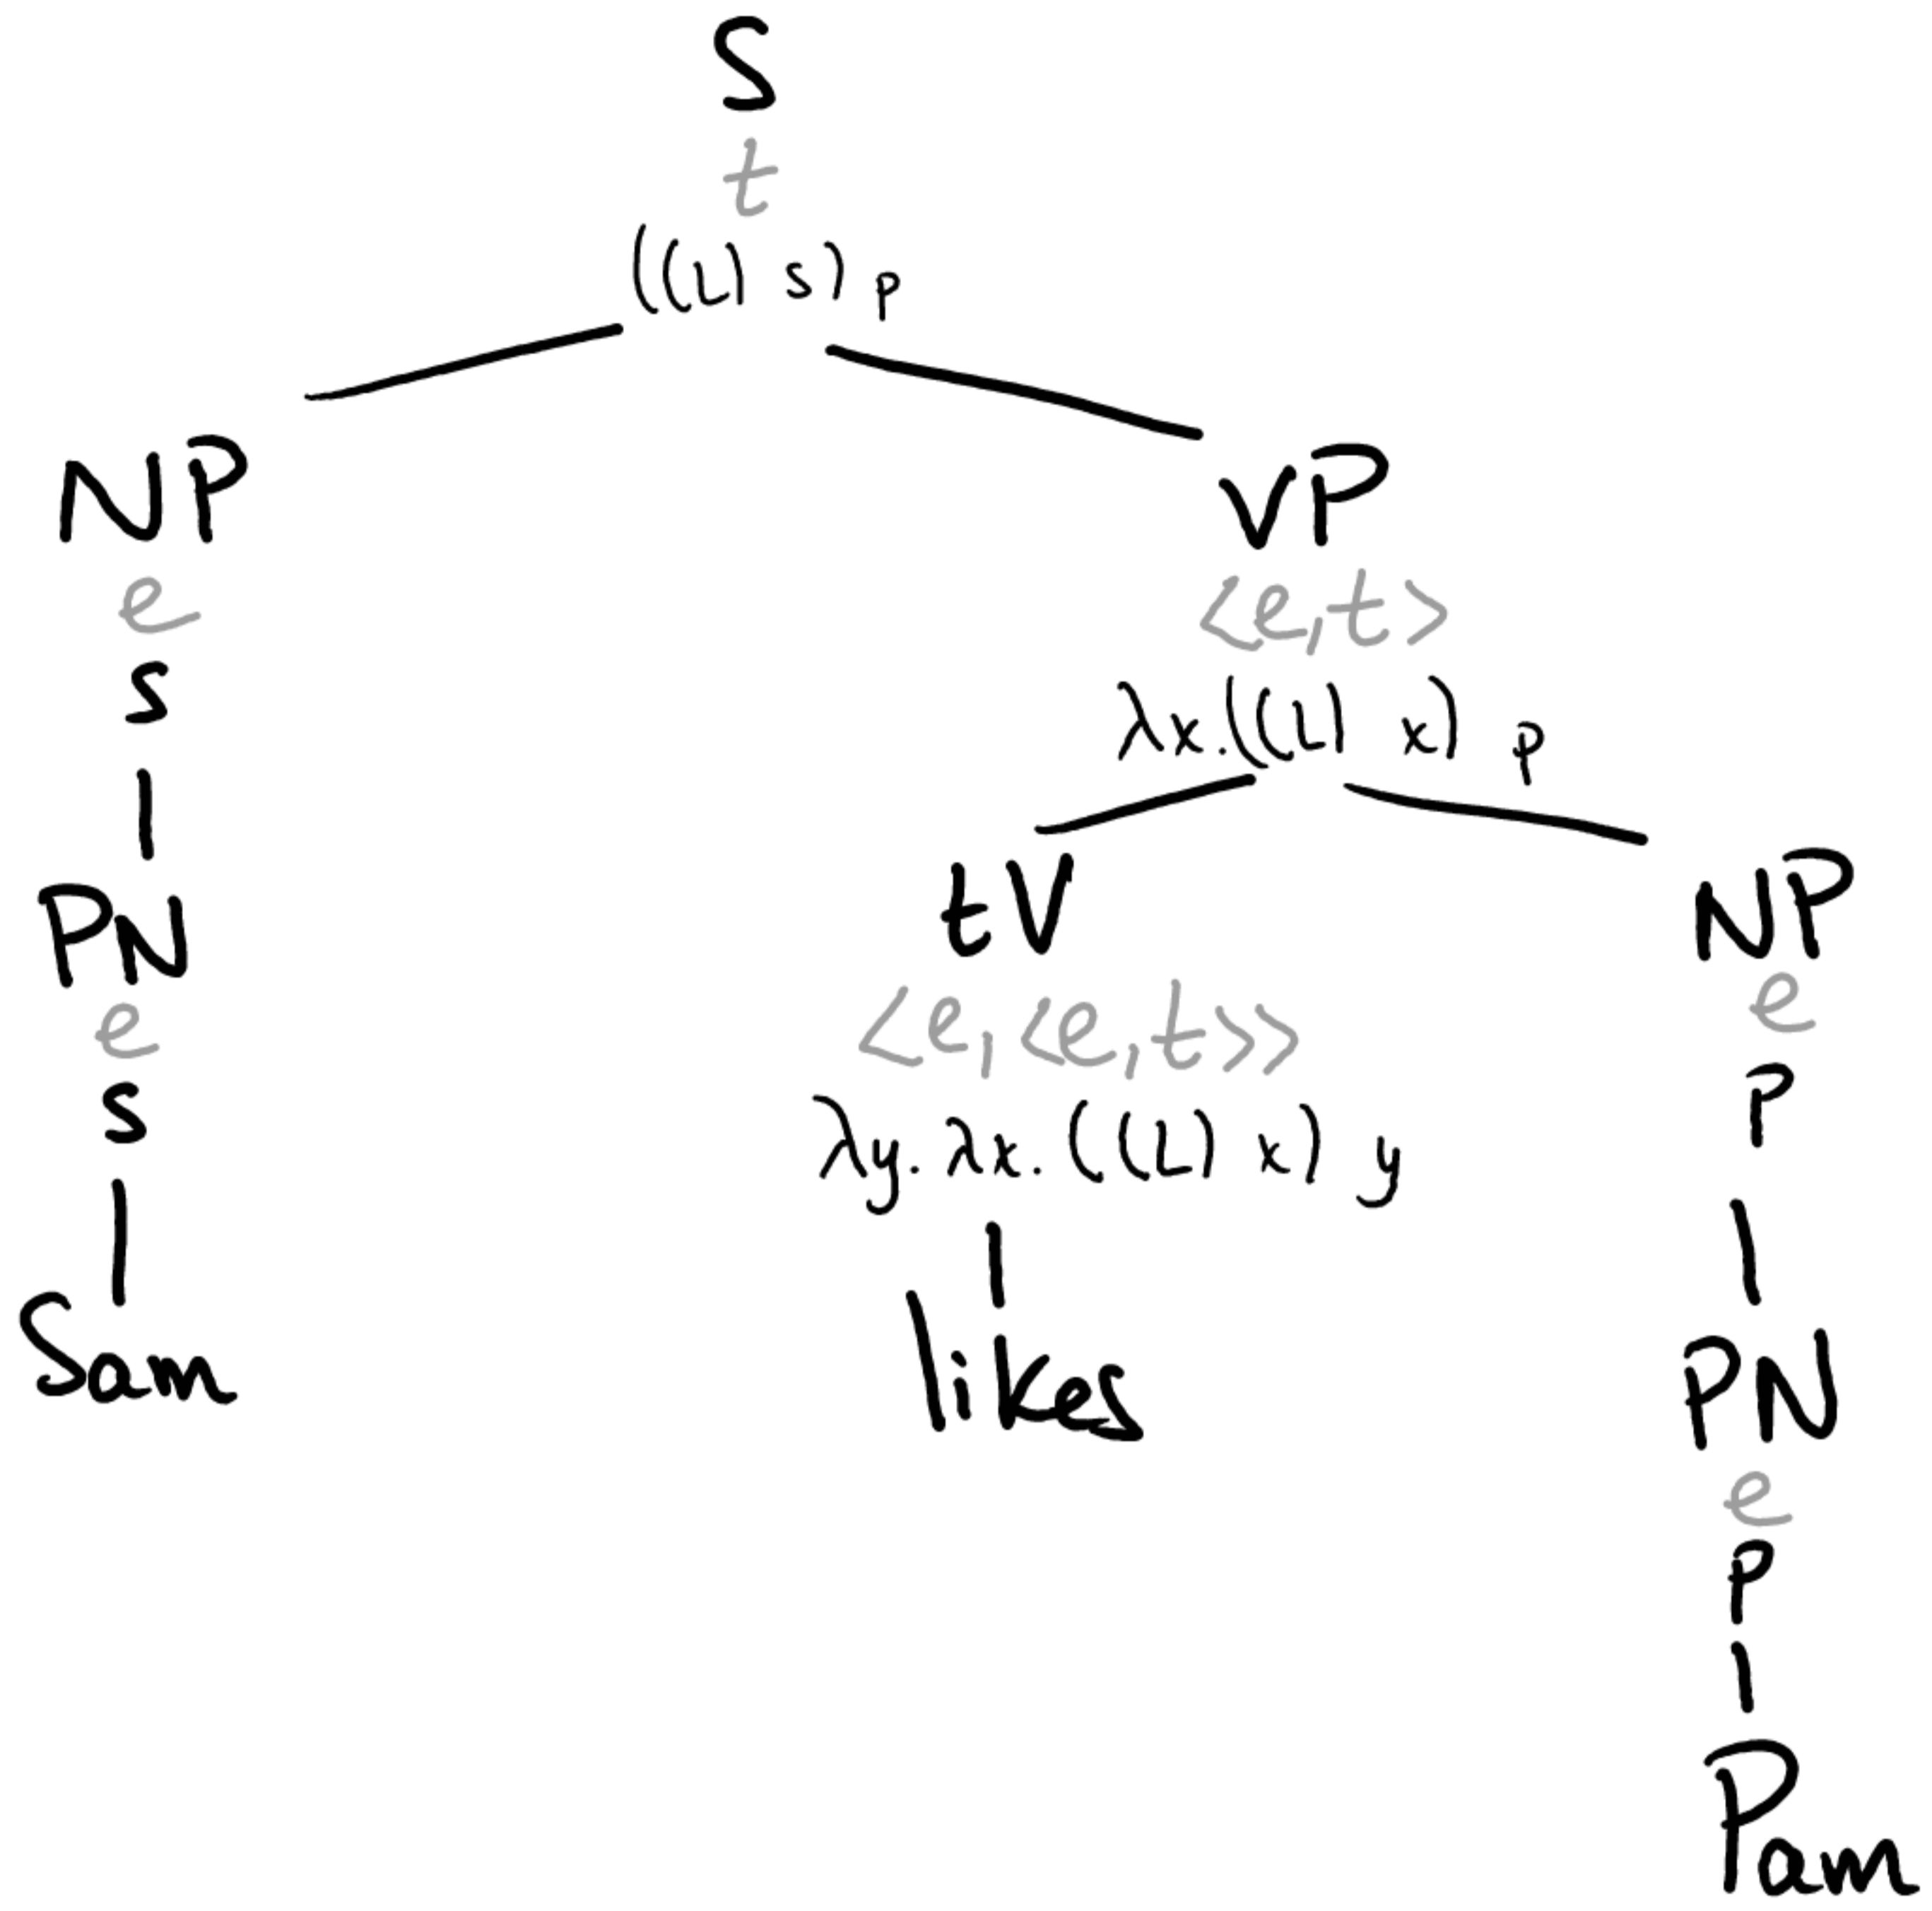 S
t
((L) s) p
NP VP
e <e,t>
s λx.((L) x) p
PN tV NP
e <e,<e,t>> e
s λy. λx. ((L) x) y p
Sam likes PN
e
p
Pam